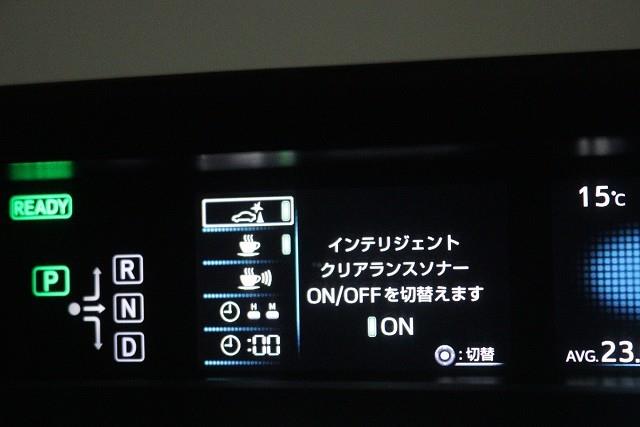 READY
P
R
N
D
H M
:00
インテリジェント
クリアランスソナー
ON/OFFを切替えます
ON
:切替
15℃
AVG.23.